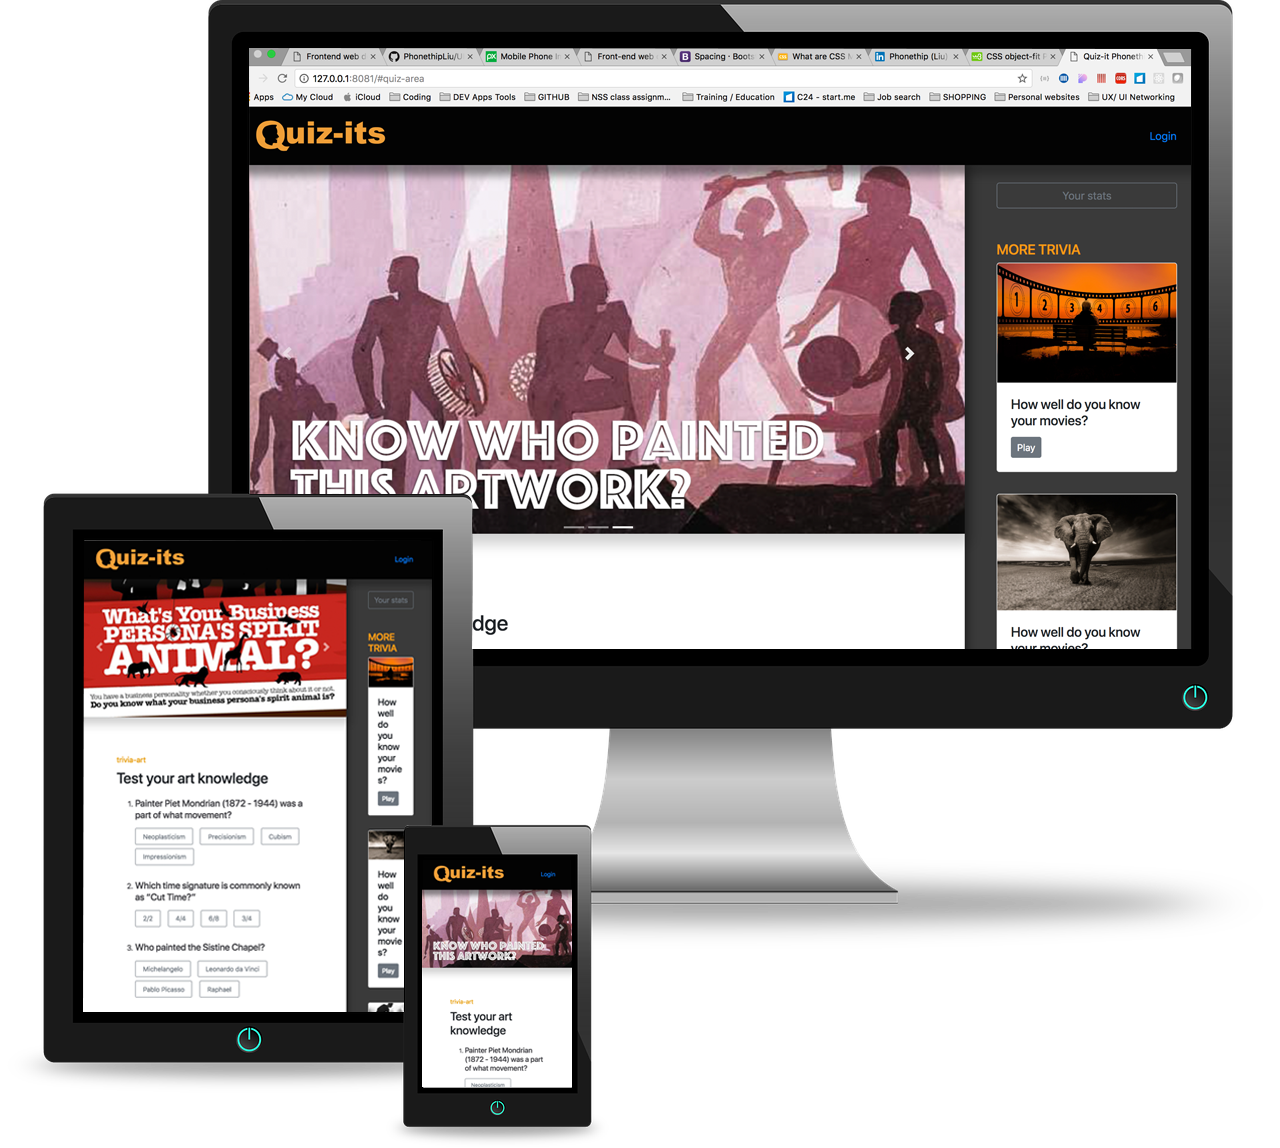 Frontend web d
PhonethipLiu/U
Mobile Phone In
Front-end web
Spacing · Boots
What are CSS M
Phonethip (Liu)
CSS object-fit P
Quiz-it Phoneth
127.0.0.1:8081/#quiz-area
Apps
My Cloud
iCloud
Coding
DEV Apps Tools
GITHUB
NSS class assignm...
Training / Education
C24 - start.me
Job search
SHOPPING
Personal websites
UX/ UI Networking
Quiz-its
Login
KNOW WHO PAINTED
THIS ARTWORK?
Your stats
MORE TRIVIA
1 2 3 4 5 6
How well do you know
your movies?
Play
How well do you know
your movies?
dge
Quiz-its
Login
What's Your Business
PERSONA'S SPIRIT
ANIMAL?
You have a business personality whether you consciously think about it or not.
Do you know what your business persona's spirit animal is?
trivia-art
Test your art knowledge
1. Painter Piet Mondrian (1872 - 1944) was a
part of what movement?
Neoplasticism
Precisionism
Cubism
Impressionism
2. Which time signature is commonly known
as “Cut Time?”
2/2
4/4
6/8
3/4
3. Who painted the Sistine Chapel?
Michelangelo
Leonardo da Vinci
Pablo Picasso
Raphael
Your stats
MORE
TRIVIA
How
well
do
you
know
your
movie
s?
Play
How
well
do
you
know
your
movie
s?
Play
Quiz-its
Login
KNOW WHO PAINTED
THIS ARTWORK?
trivia-art
Test your art
knowledge
1. Painter Piet Mondrian
(1872 - 1944) was a part
of what movement?
Neoplasticism